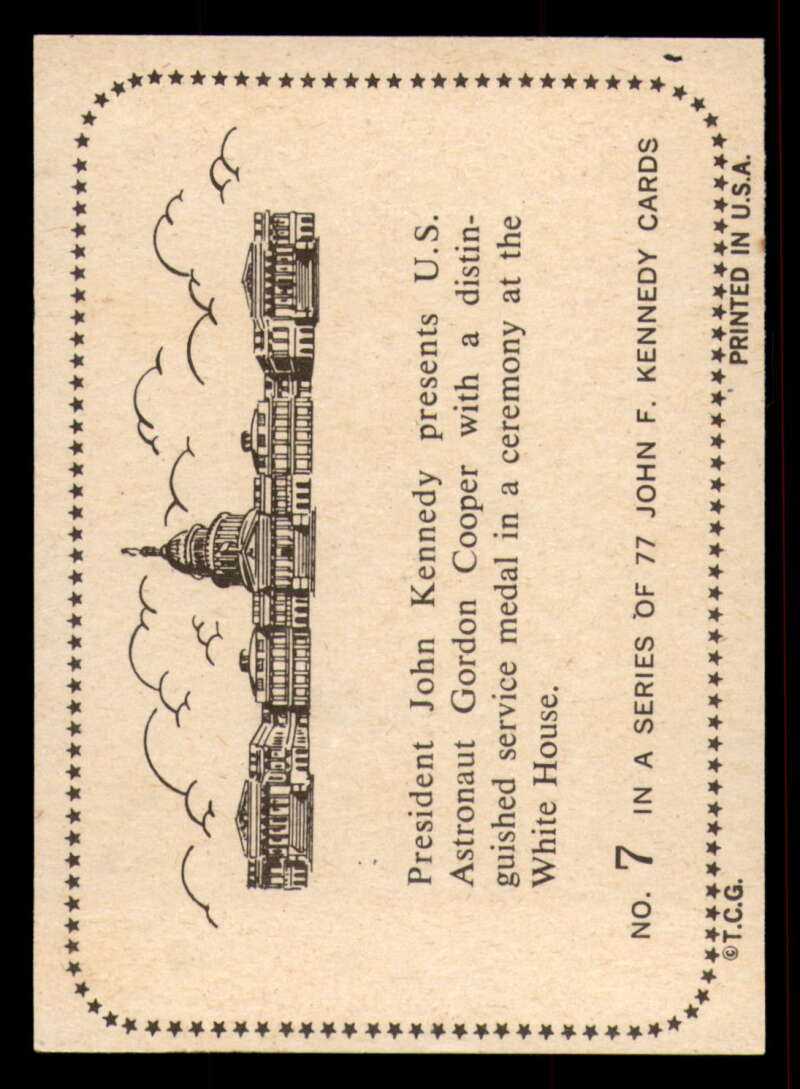 President John Kennedy presents U.S.
Astronaut Gordon Cooper with a distin-
guished service medal in a ceremony at the
White House.
NO. 7 IN A SERIES OF 77 JOHN F. KENNEDY CARDS
© T.C.G. PRINTED IN U.S.A.